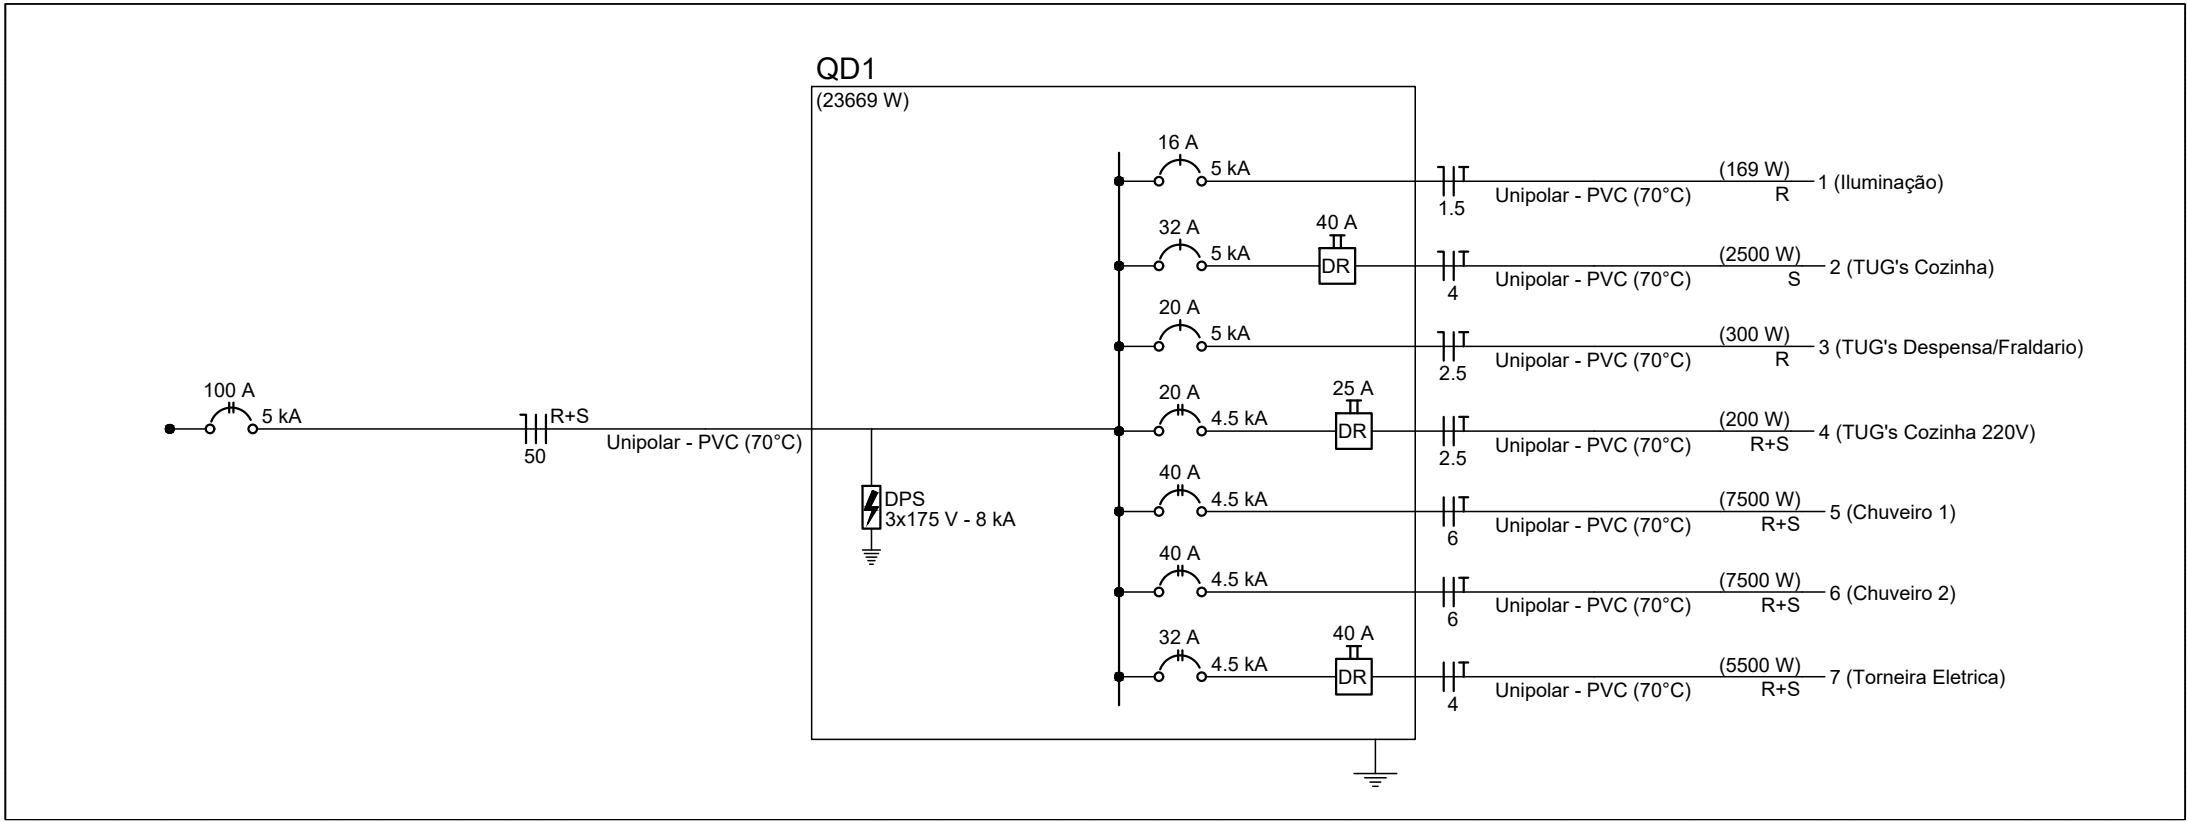 QD1
(23669 W)
16 A
5 kA
1.5
Unipolar - PVC (70°C)
(169 W)
R
1 (Iluminação)
32 A
5 kA
40 A
DR
4
Unipolar - PVC (70°C)
(2500 W)
S
2 (TUG's Cozinha)
20 A
5 kA
2.5
Unipolar - PVC (70°C)
(300 W)
R
3 (TUG's Despensa/Fraldario)
100 A
5 kA
50
R+S
Unipolar - PVC (70°C)
20 A
4.5 kA
25 A
DR
2.5
Unipolar - PVC (70°C)
(200 W)
R+S
4 (TUG's Cozinha 220V)
DPS
3x175 V - 8 kA
40 A
4.5 kA
6
Unipolar - PVC (70°C)
(7500 W)
R+S
5 (Chuveiro 1)
40 A
4.5 kA
6
Unipolar - PVC (70°C)
(7500 W)
R+S
6 (Chuveiro 2)
32 A
4.5 kA
40 A
DR
4
Unipolar - PVC (70°C)
(5500 W)
R+S
7 (Torneira Eletrica)